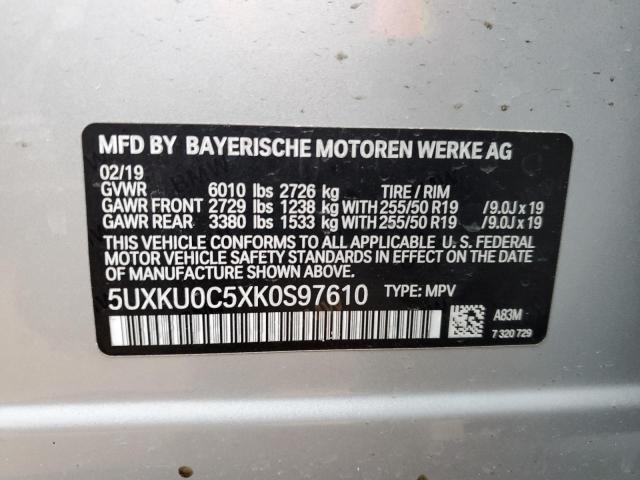 MFD BY BAYERISCHE MOTOREN WERKE AG
02/19
GVWR 6010 lbs 2726 kg TIRE / RIM
GAWR FRONT 2729 lbs 1238 kg WITH 255/50 R19 /9.0J x 19
GAWR REAR 3380 lbs 1533 kg WITH 255/50 R19 /9.0J x 19
THIS VEHICLE CONFORMS TO ALL APPLICABLE U. S. FEDERAL
MOTOR VEHICLE SAFETY STANDARDS IN EFFECT ON THE DATE OF
MANUFACTURE SHOWN ABOVE.
5UXKU0C5XK0S97610 TYPE: MPV
A83M
7 320 729